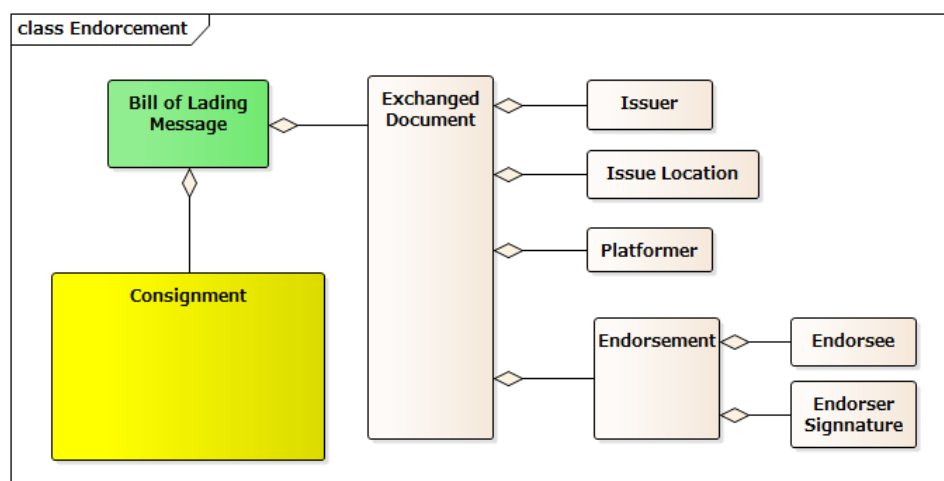 class Endorcement
Bill of Lading
Message
Exchanged
Document
Issuer
Issue Location
Platformer
Consignment
Endorsement
Endorsee
Endorser
Signnature